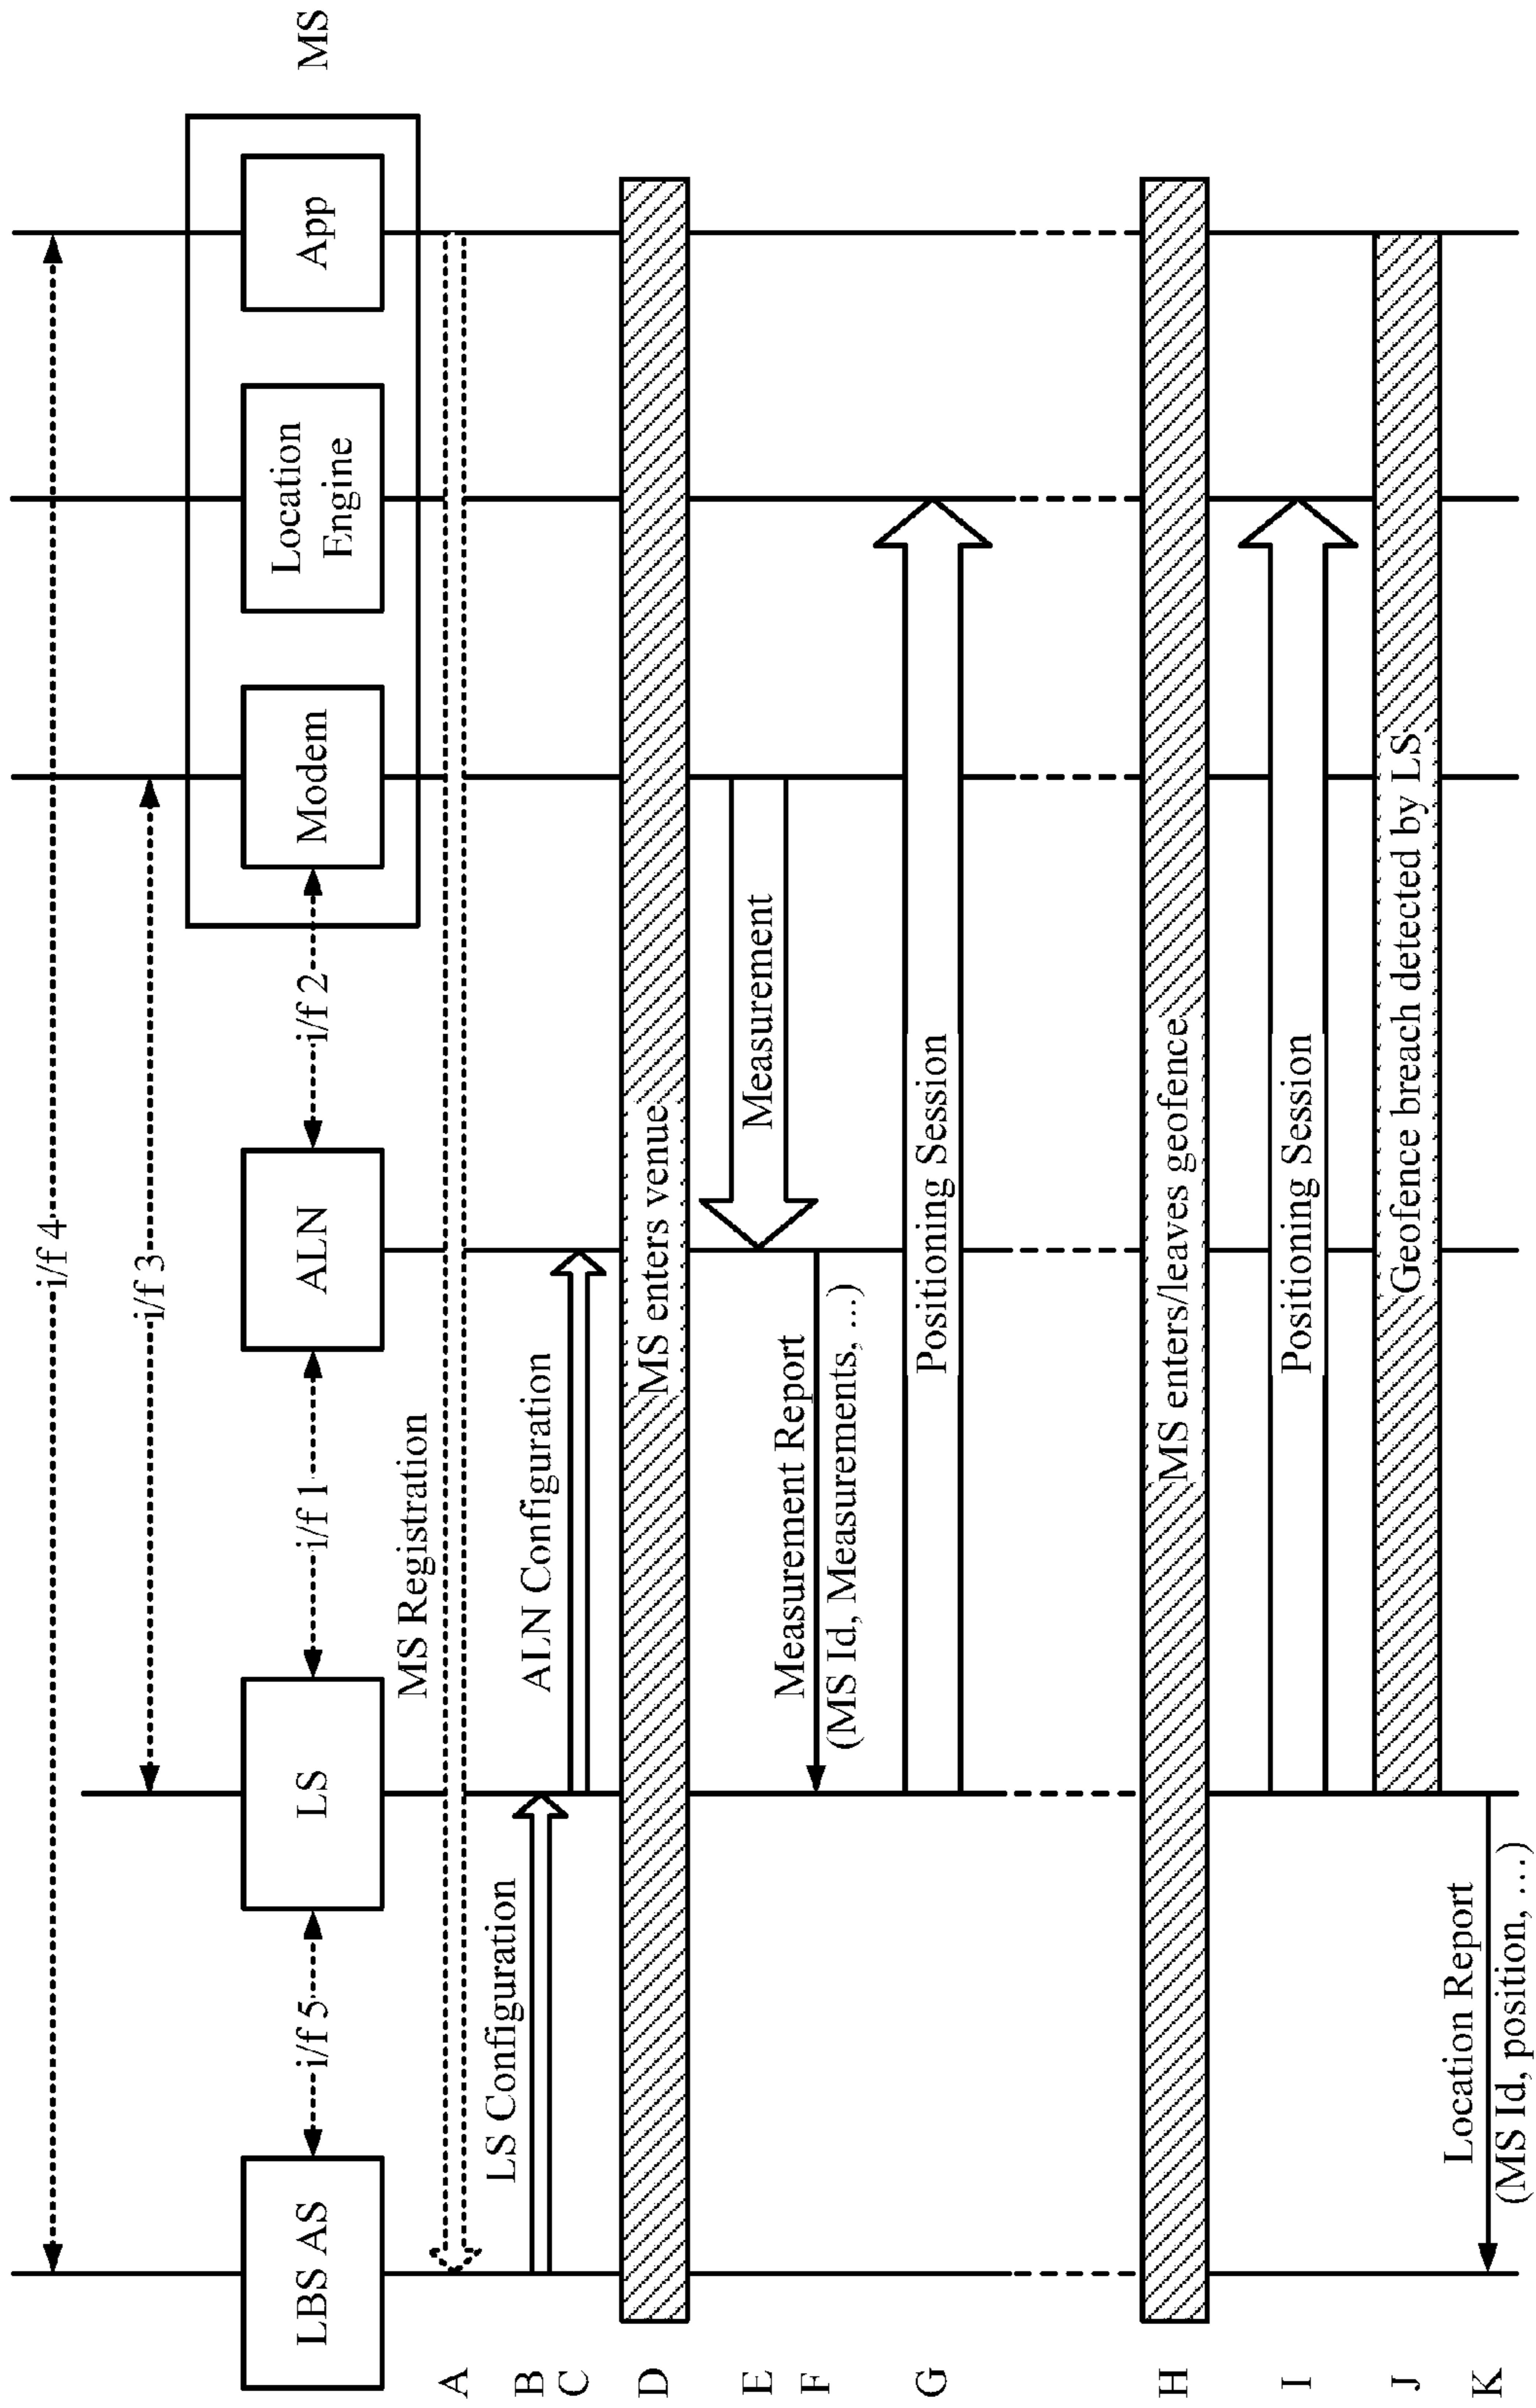 i/f 4
i/f 3
LBS AS
i/f 5
LS
i/f 1
ALN
i/f 2
Modem
Location
Engine
App
MS
A
MS Registration
B
LS Configuration
C
ALN Configuration
D
MS enters venue
E
Measurement
F
Measurement Report
(MS Id, Measurements, ...)
G
Positioning Session
H
MS enters/leaves geofence
I
Positioning Session
J
Geofence breach detected by LS
K
Location Report
(MS Id, position, ...)